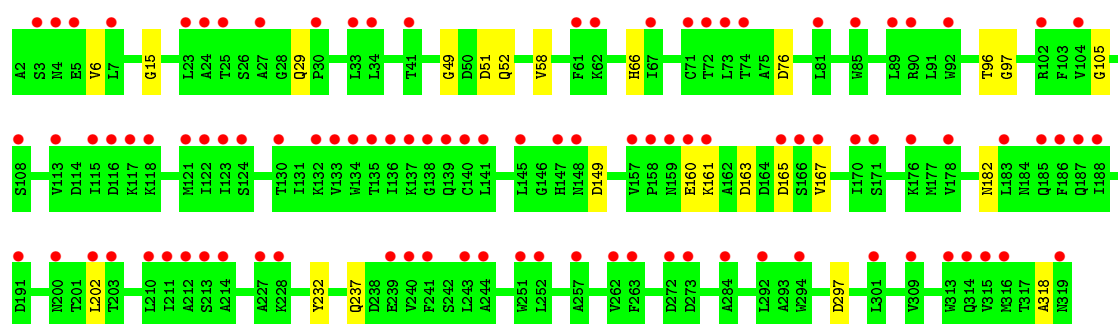 A2 S3 N4 E5 V6 L7 G15 L23 A24 T25 S26 A27 G28 Q29 P30 L33 L34 T41 G49 D50 D51 Q52 V58 F61 K62 H66 I67 C71 T72 L73 T74 A75 D76 L81 W85 L89 R90 L91 W92 T96 G97 R102 F103 V104 G105
S108 V113 D114 I115 D116 K117 K118 M121 I122 I123 S124 T130 I131 K132 V133 W134 T135 I136 K137 G138 Q139 C140 L141 L145 G146 H147 N148 D149 V157 P158 N159 E160 K161 A162 D163 D164 D165 S166 V167 I170 S171 K176 M177 V178 N182 L183 N184 Q185 F186 Q187 I188
D191 N200 T201 L202 T203 L210 I211 A212 S213 A214 A227 K228 Y232 Q237 D238 E239 V240 F241 S242 L243 A244 W251 L252 A257 V262 F263 D272 D273 A284 L292 A293 W294 D297 L301 V309 W313 Q314 V315 M316 T317 A318 N319